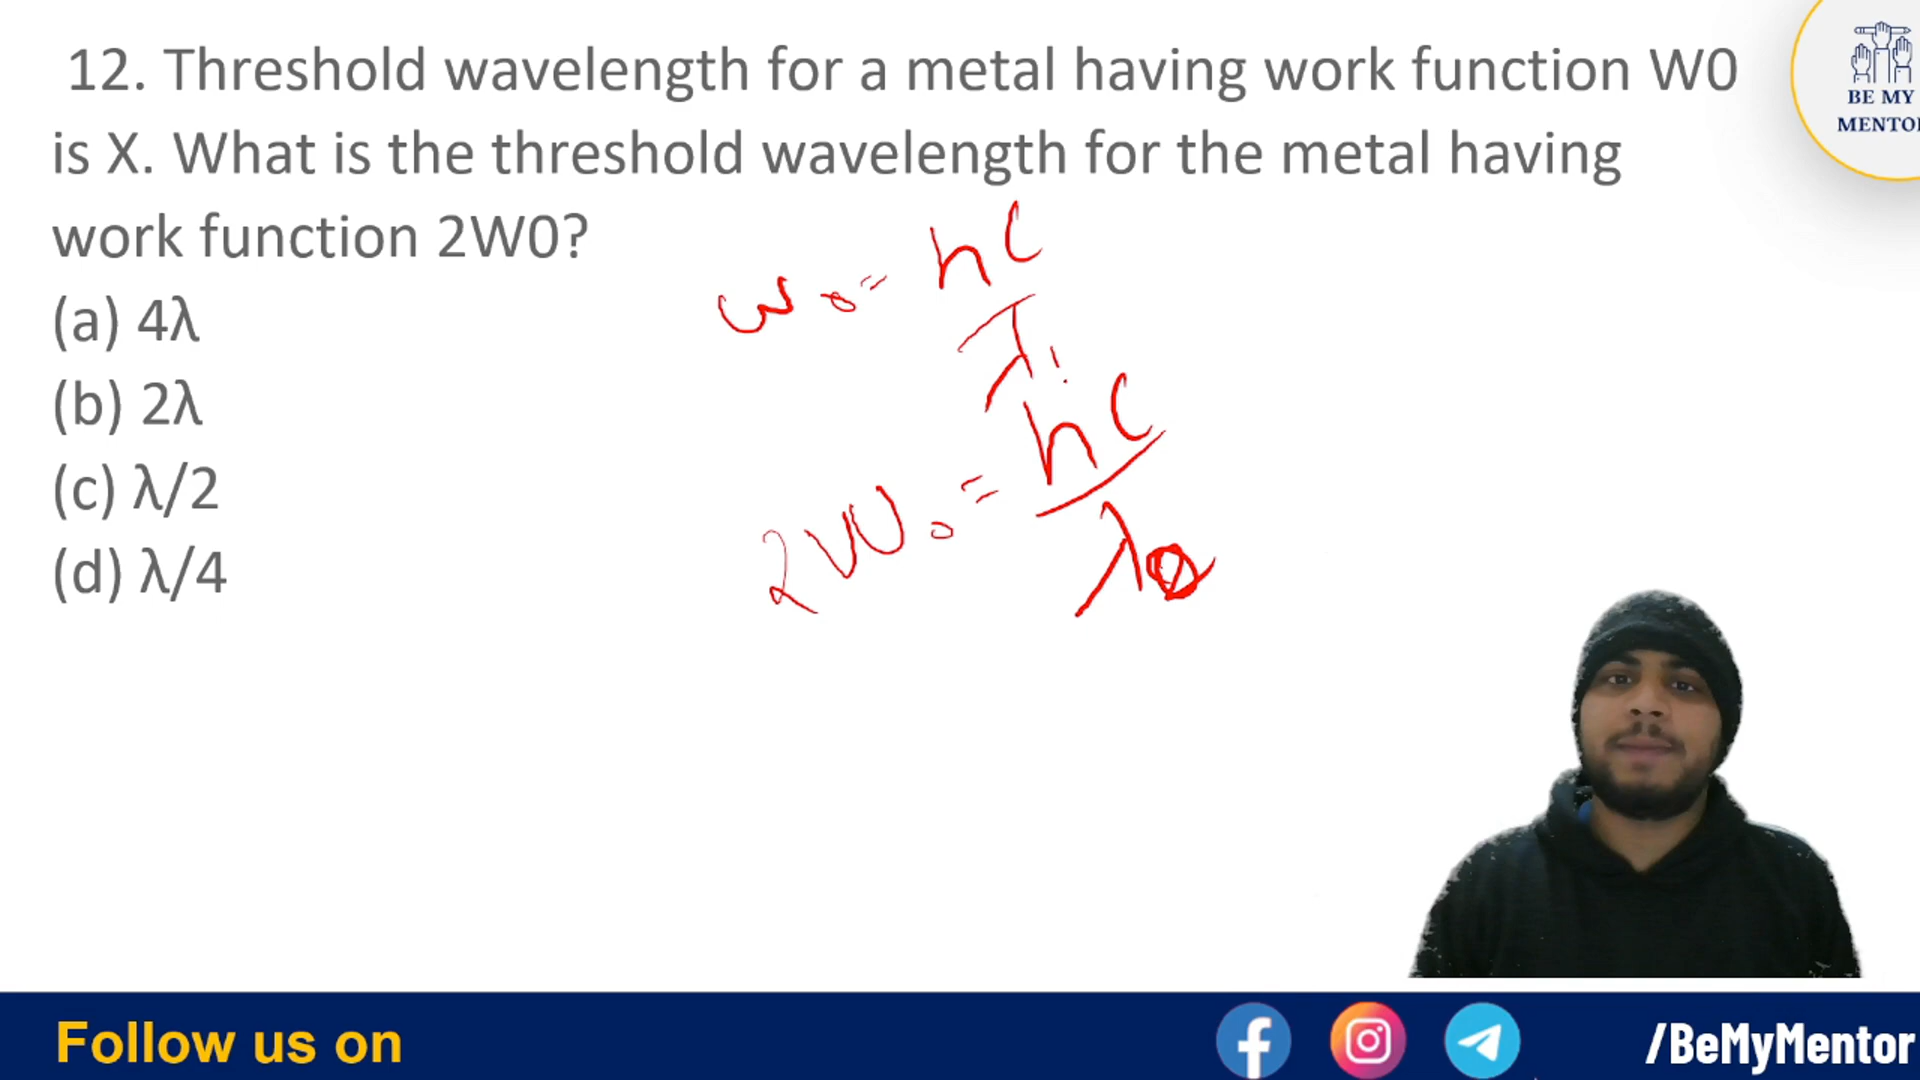 12. Threshold wavelength for a metal having work function W0
is X. What is the threshold wavelength for the metal having
work function 2W0?
(a) 4λ
(b) 2λ
(c) λ/2
(d) λ/4
BE MY
MENTO
W₀ = hC
λ
2W₀ = hC
λ
Follow us on
/BeMyMentor